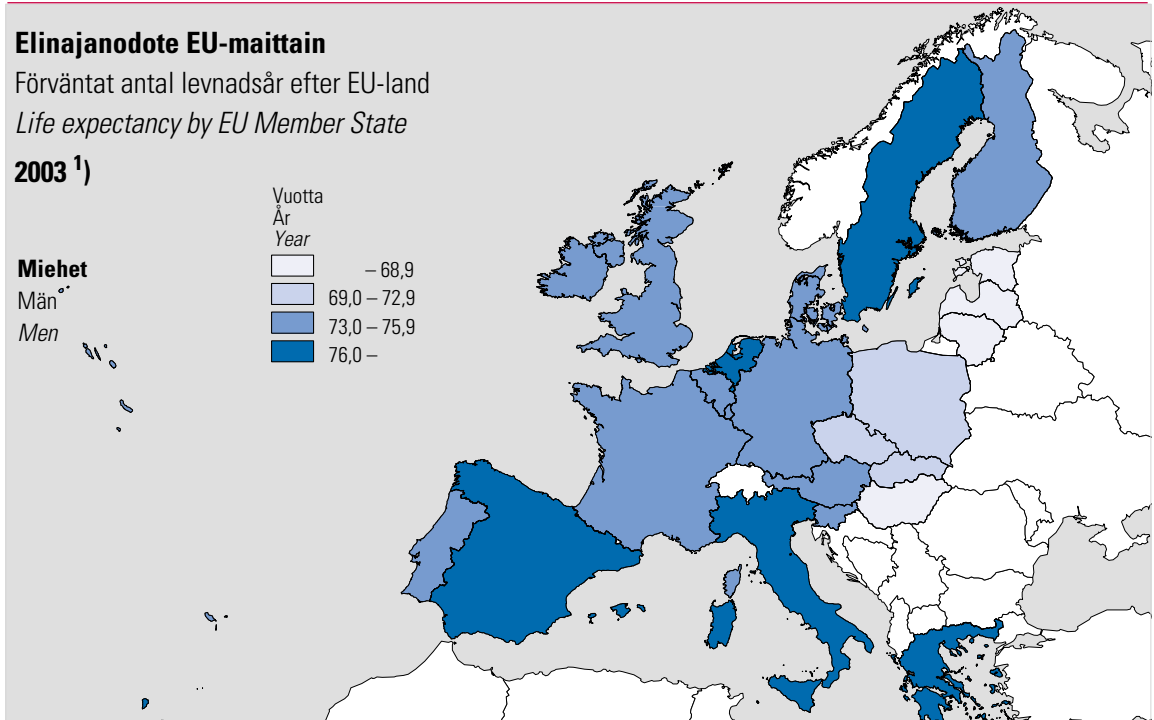 Elinajanodote EU-maittain
Förväntat antal levnadsår efter EU-land
Life expectancy by EU Member State
2003 ¹)
Vuotta
År
Year
Miehet
Män
Men
– 68,9
69,0 – 72,9
73,0 – 75,9
76,0 –